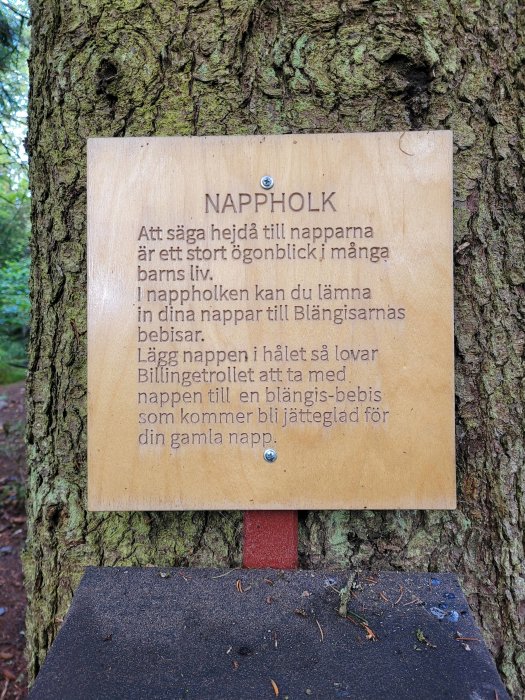 NAPPHOLK
Att säga hejdå till napparna
är ett stort ögonblick i många
barns liv.
I nappholken kan du lämna
in dina nappar till Blängisarnas
bebisar.
Lägg nappen i hålet så lovar
Billingetrollet att ta med
nappen till en blängis-bebis
som kommer bli jätteglad för
din gamla napp.